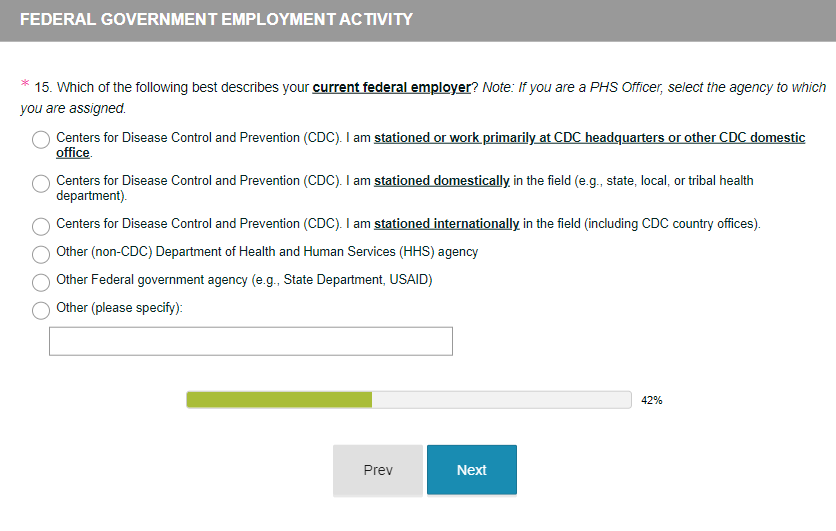 FEDERAL GOVERNMENT EMPLOYMENT ACTIVITY
* 15. Which of the following best describes your current federal employer? Note: If you are a PHS Officer, select the agency to which
you are assigned.
Centers for Disease Control and Prevention (CDC). I am stationed or work primarily at CDC headquarters or other CDC domestic
office.
Centers for Disease Control and Prevention (CDC). I am stationed domestically in the field (e.g., state, local, or tribal health
department).
Centers for Disease Control and Prevention (CDC). I am stationed internationally in the field (including CDC country offices).
Other (non-CDC) Department of Health and Human Services (HHS) agency
Other Federal government agency (e.g., State Department, USAID)
Other (please specify):
42%
Prev
Next